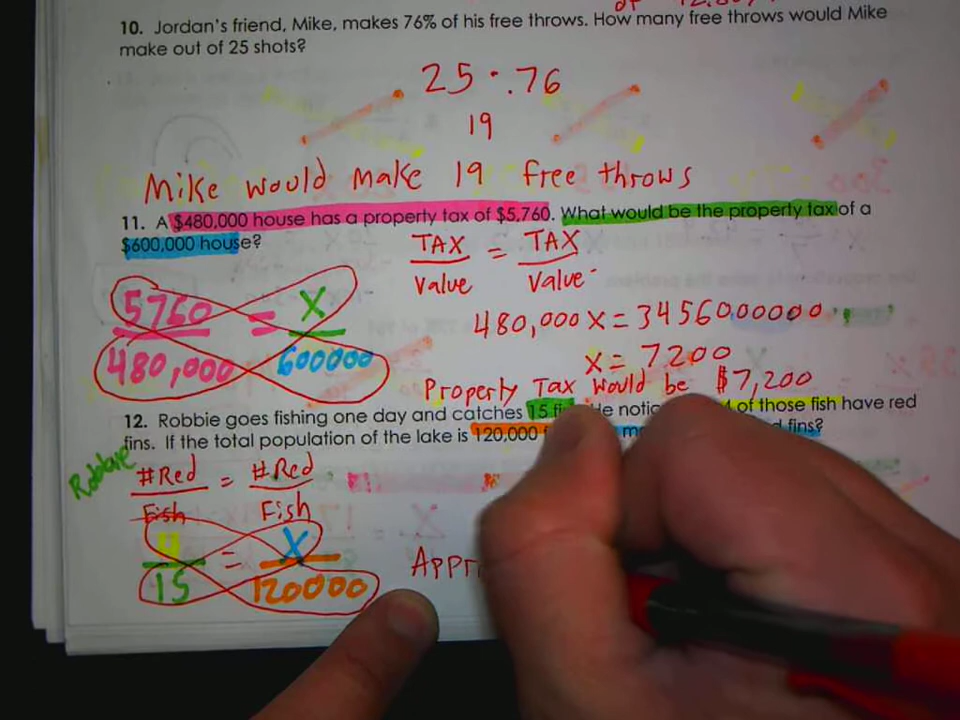 10. Jordan's friend, Mike, makes 76% of his free throws. How many free throws would Mike
make out of 25 shots?
25 · .76
19
Mike would make 19 free throws
11. A $480,000 house has a property tax of $5,760. What would be the property tax of a
$600,000 house?
TAX = TAX
Value Value
5760 = X
480,000 600000
480,000 X = 3456000000
X = 7200
Property Tax would be $7,200
12. Robbie goes fishing one day and catches 15 He of those fish have red
fins. If the total population of the lake is 120,000 fins?
Robbie
#Red = #Red
Fish Fish
= X
15 120000